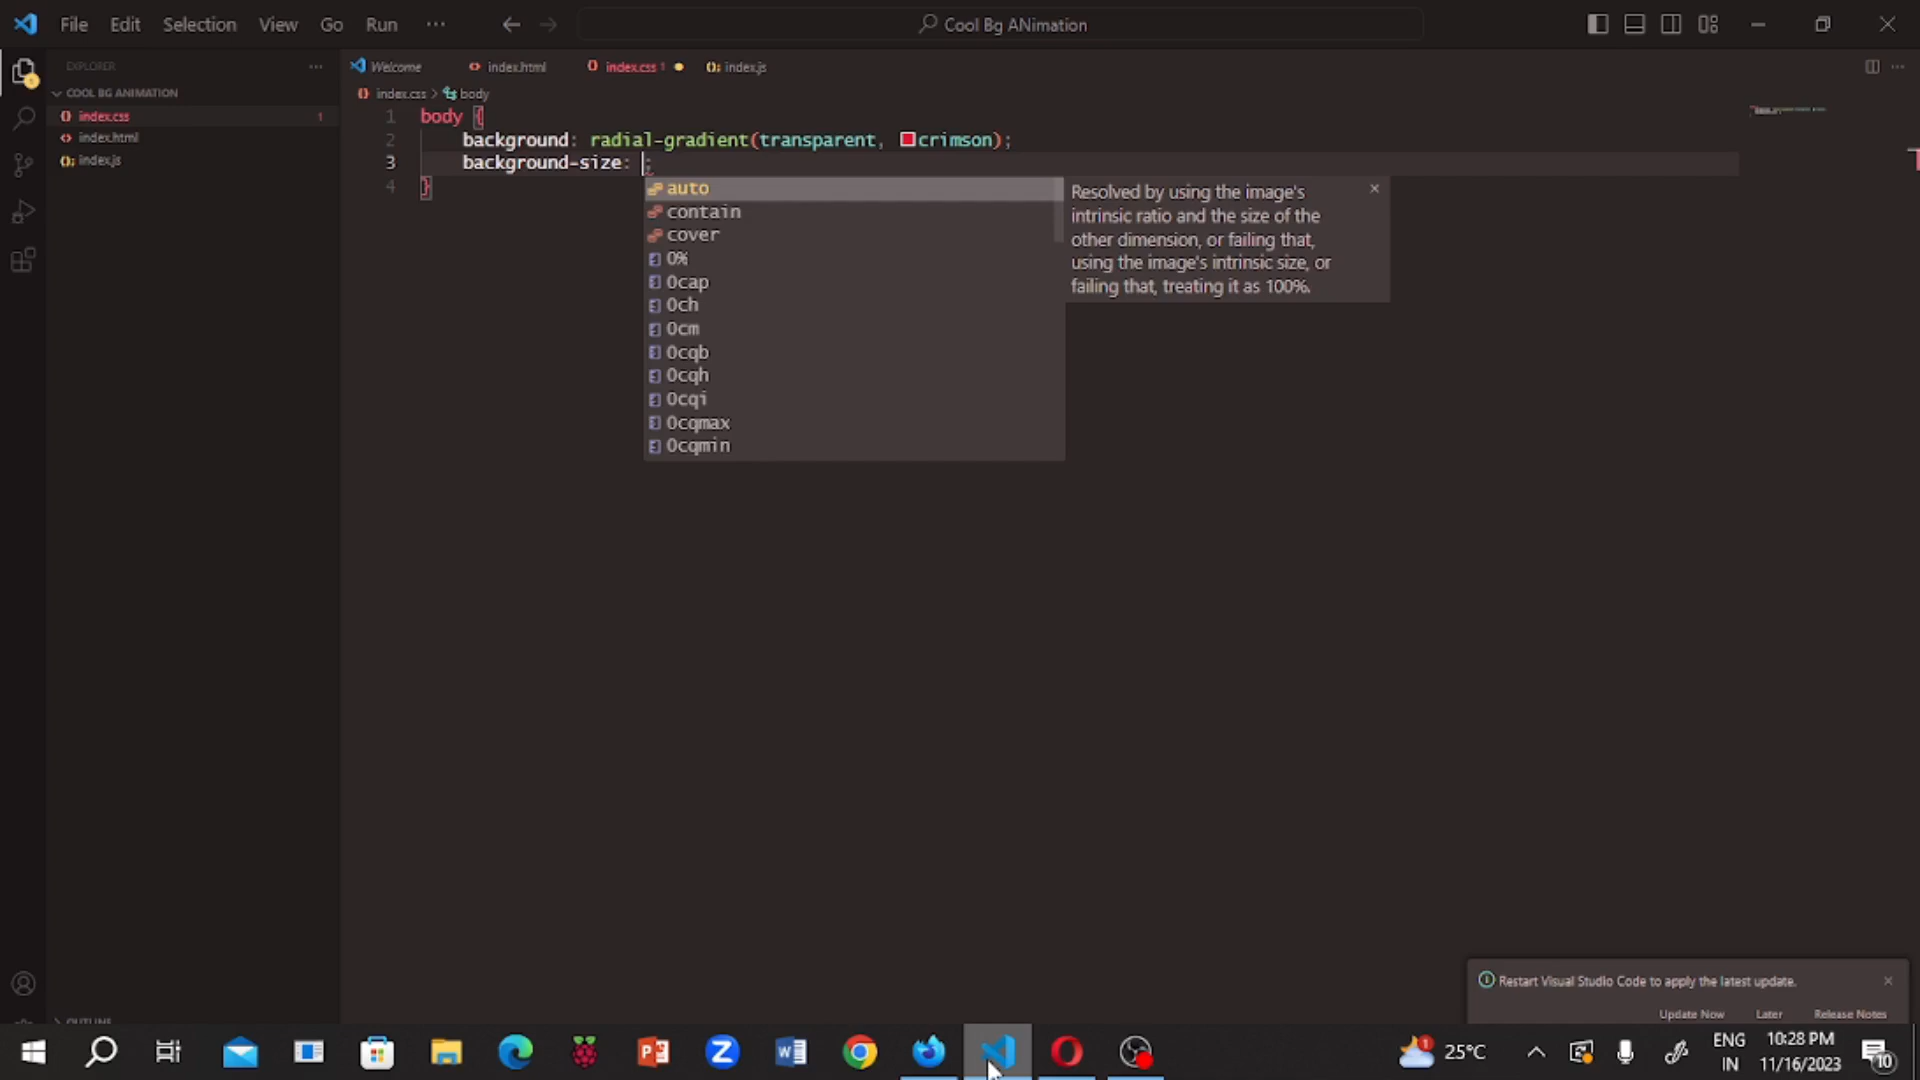 File Edit Selection View Go Run ··· Cool Bg ANimation
EXPLORER ···
COOL BG ANIMATION
index.css 1
index.html
index.js
Welcome index.html index.css 1 index.js
index.css > body
1 body {
2 background: radial-gradient(transparent, crimson);
3 background-size: ;
4 }
auto
contain
cover
0%
0cap
0ch
0cm
0cqb
0cqh
0cqi
0cqmax
0cqmin
Resolved by using the image's
intrinsic ratio and the size of the
other dimension, or failing that,
using the image's intrinsic size, or
failing that, treating it as 100%.
OUTLINE
Restart Visual Studio Code to apply the latest update.
Update Now Later Release Notes
25°C
ENG
IN
10:28 PM
11/16/2023
10